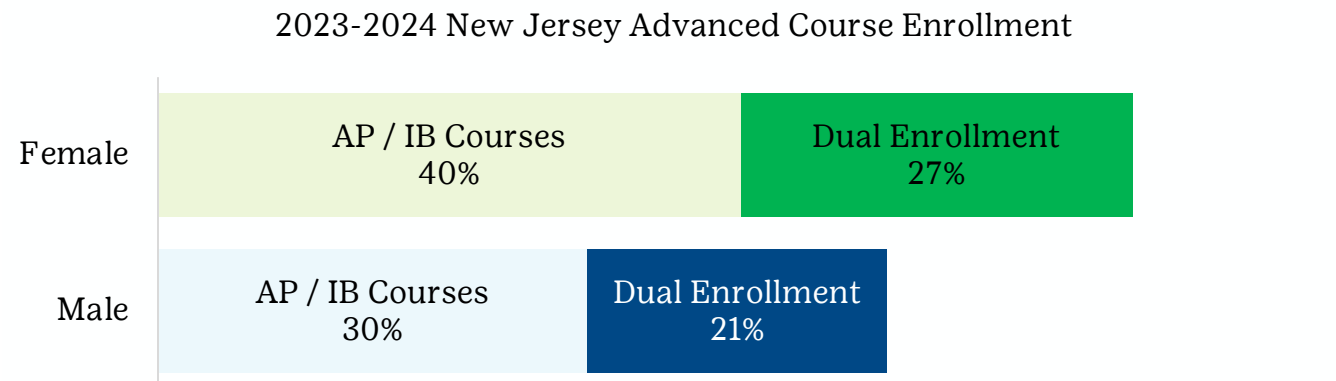 2023-2024 New Jersey Advanced Course Enrollment
Female
AP / IB Courses
40%
Dual Enrollment
27%
Male
AP / IB Courses
30%
Dual Enrollment
21%